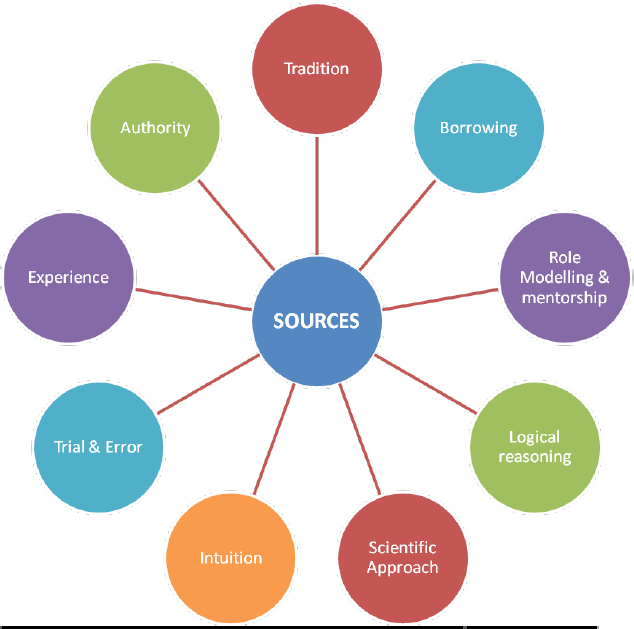 Tradition
Borrowing
Role
Modelling &
mentorship
Logical
reasoning
Scientific
Approach
Intuition
Trial & Error
Experience
Authority
SOURCES